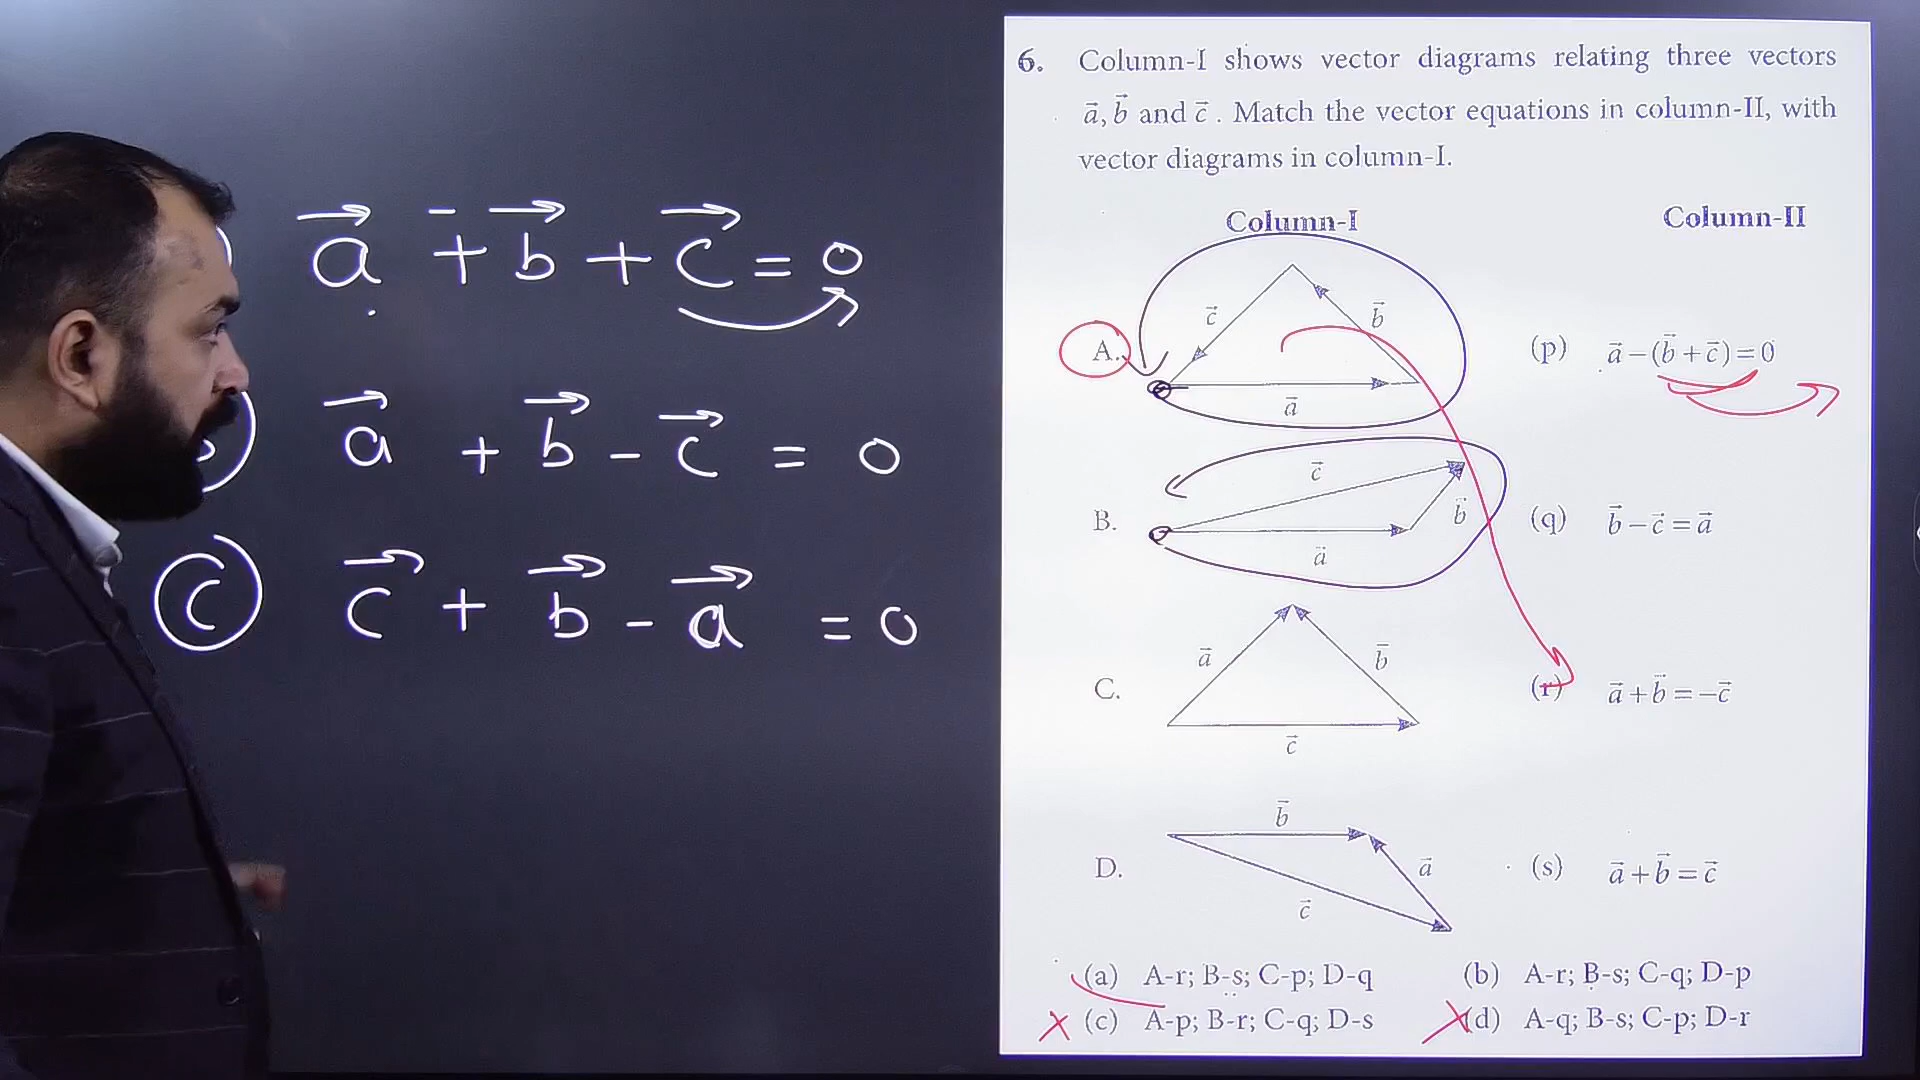 a⃗ + b⃗ + c⃗ = 0
a⃗ + b⃗ − c⃗ = 0
(c) c⃗ + b⃗ − a⃗ = 0
6. Column-I shows vector diagrams relating three vectors
a⃗, b⃗ and c⃗. Match the vector equations in column-II, with
vector diagrams in column-I.
Column-I Column-II
A. c⃗ b⃗ a⃗ (p) a⃗ − (b⃗ + c⃗) = 0
B. c⃗ b⃗ a⃗ (q) b⃗ − c⃗ = a⃗
C. a⃗ b⃗ c⃗ (r) a⃗ + b⃗ = −c⃗
D. b⃗ a⃗ c⃗ (s) a⃗ + b⃗ = c⃗
(a) A-r; B-s; C-p; D-q (b) A-r; B-s; C-q; D-p
(c) A-p; B-r; C-q; D-s (d) A-q; B-s; C-p; D-r